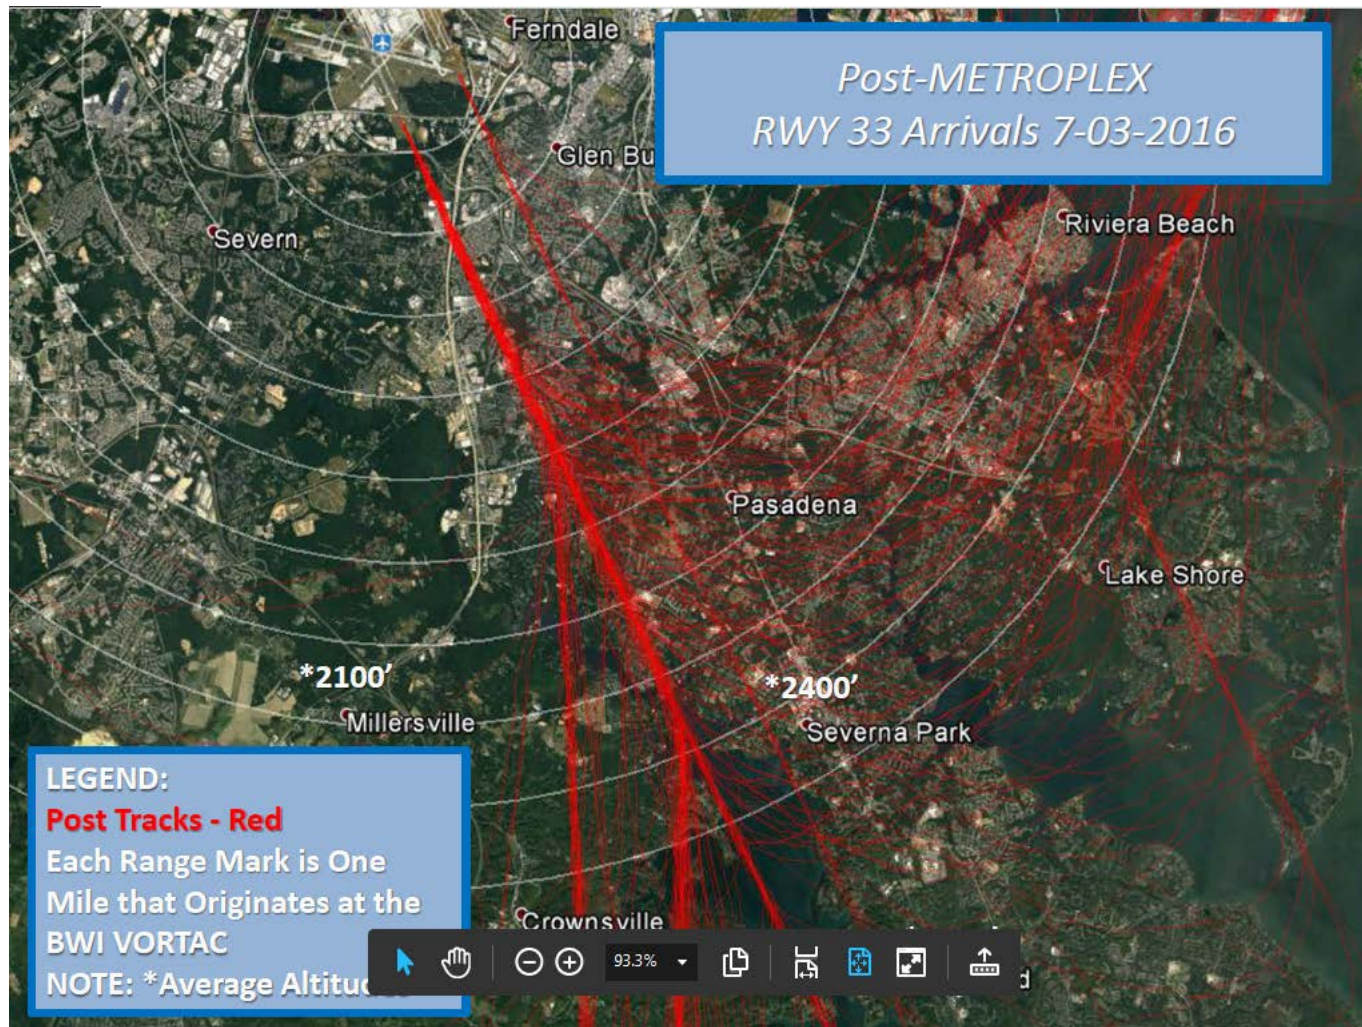 Ferndale
Post-METROPLEX
RWY 33 Arrivals 7-03-2016
Glen Bu
Severn
Riviera Beach
Pasadena
Lake Shore
*2100'
*2400'
Millersville
Severna Park
LEGEND:
Post Tracks - Red
Each Range Mark is One
Mile that Originates at the
BWI VORTAC
NOTE: *Average Altitu
Crownsville
93.3%
d